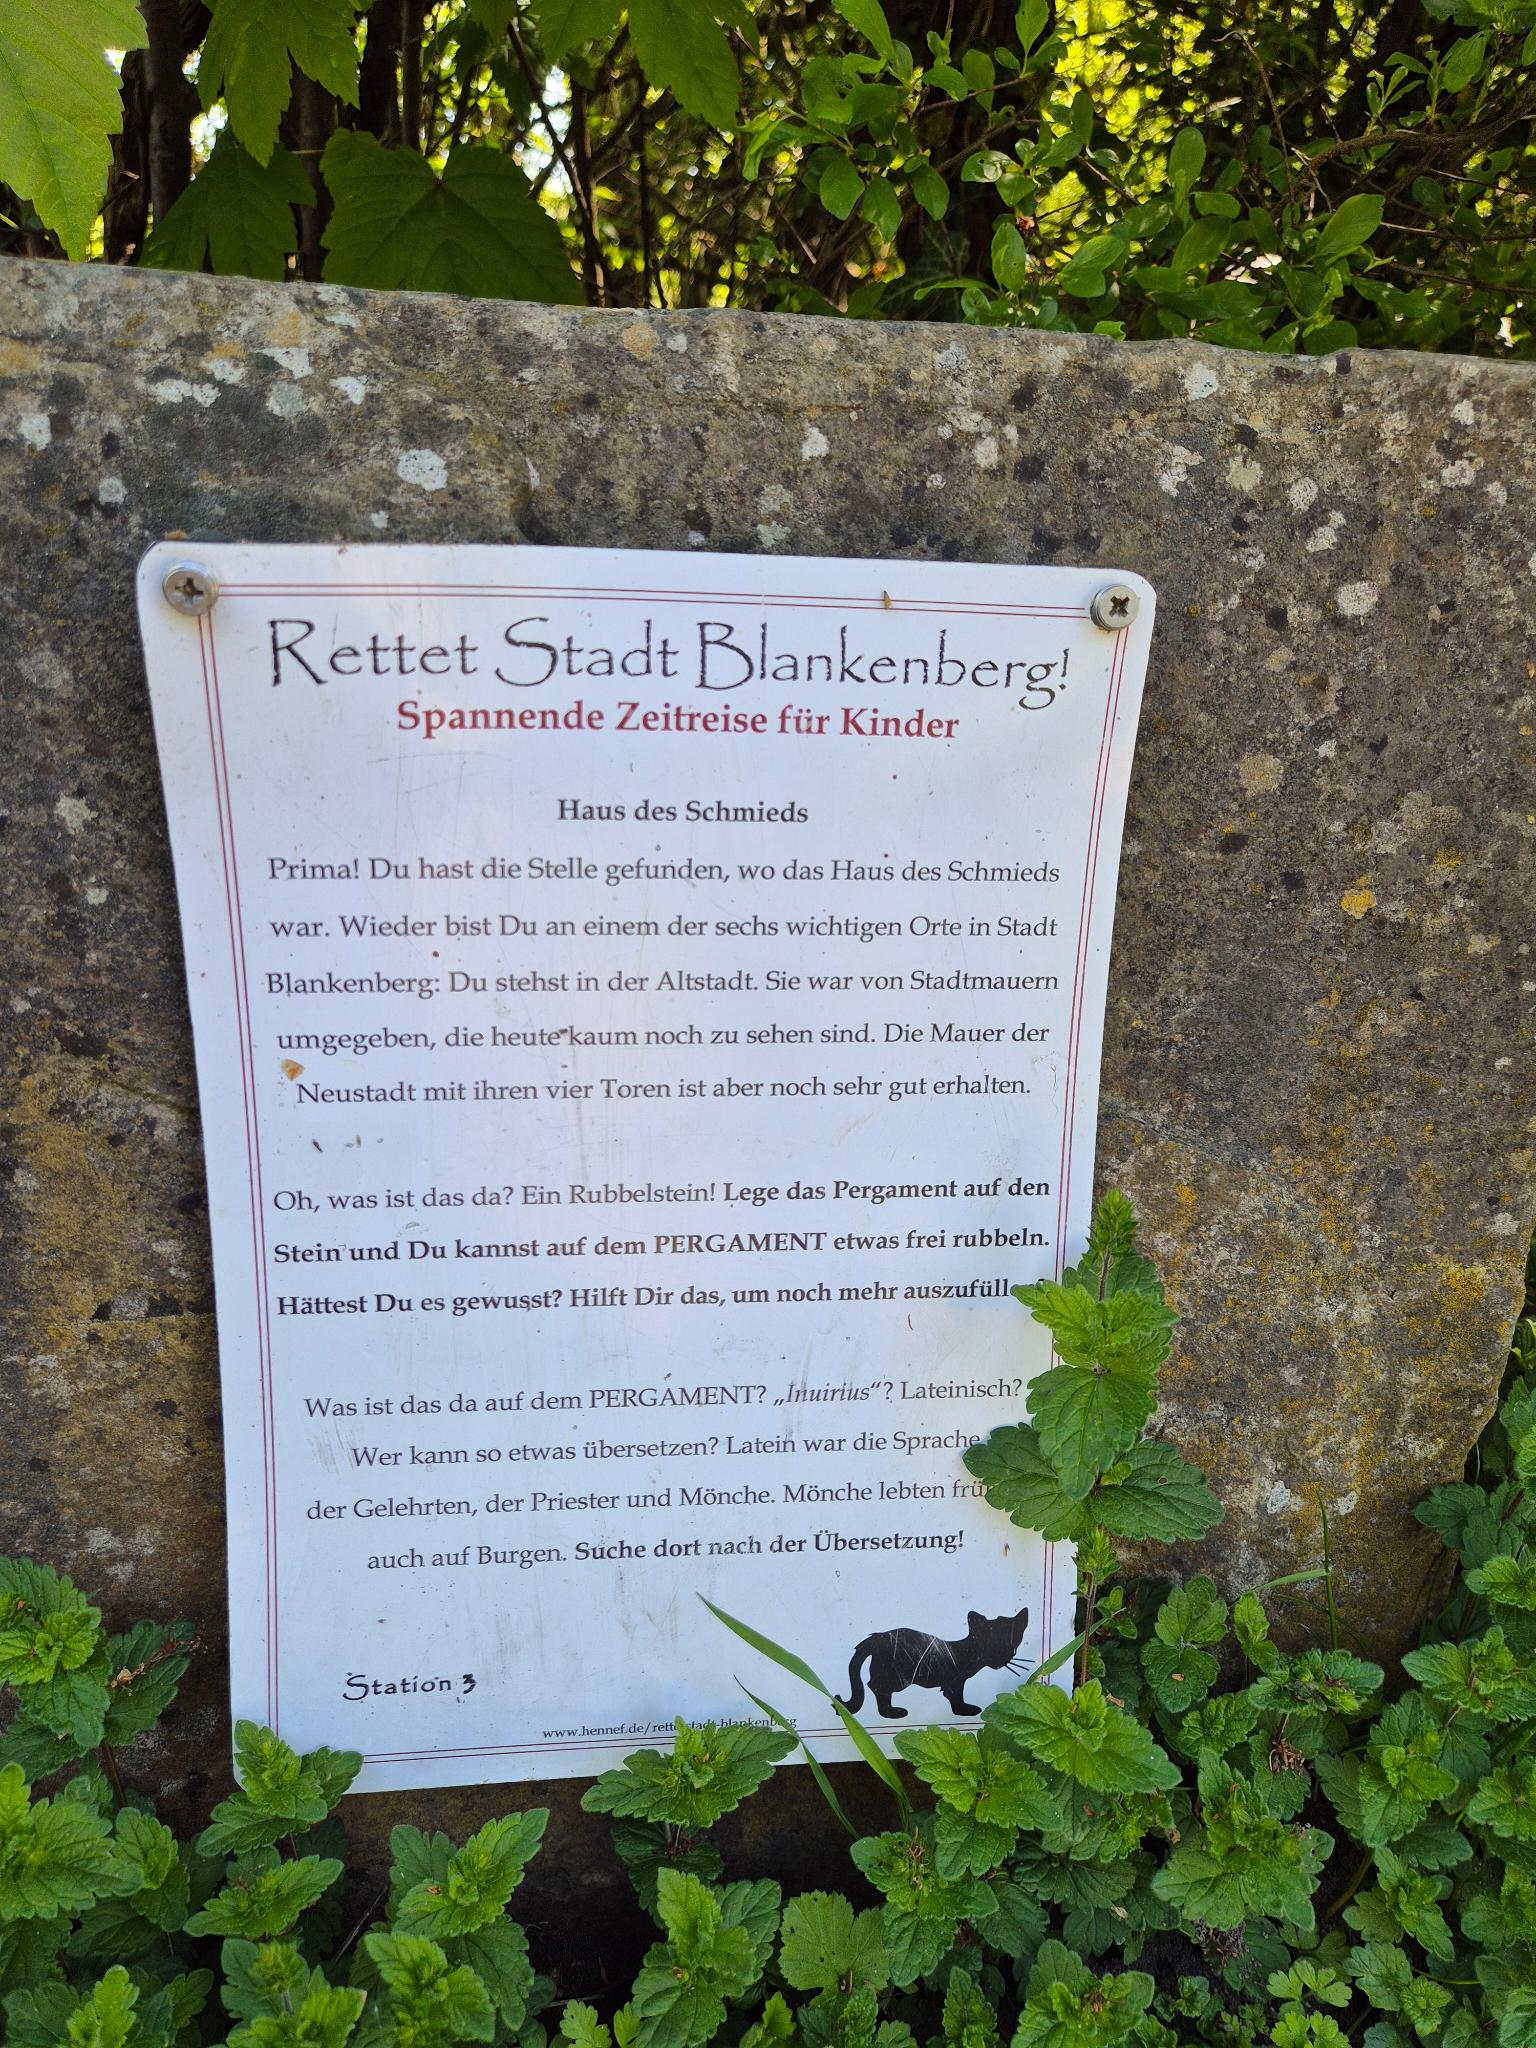 Rettet Stadt Blankenberg!
Spannende Zeitreise für Kinder
Haus des Schmieds
Prima! Du hast die Stelle gefunden, wo das Haus des Schmieds
war. Wieder bist Du an einem der sechs wichtigen Orte in Stadt
Blankenberg: Du stehst in der Altstadt. Sie war von Stadtmauern
umgegeben, die heute kaum noch zu sehen sind. Die Mauer der
Neustadt mit ihren vier Toren ist aber noch sehr gut erhalten.
Oh, was ist das da? Ein Rubbelstein! Lege das Pergament auf den
Stein und Du kannst auf dem PERGAMENT etwas frei rubbeln.
Hättest Du es gewusst? Hilft Dir das, um noch mehr
Was ist das da auf dem PERGAMENT? „Inuirius“? Lateinisch?
Wer kann so etwas übersetzen? Latein war die Sprache
der Gelehrten, der Priester und Mönche. Mönche lebten
auch auf Burgen. Suche dort nach der Übersetzung!
Station 3